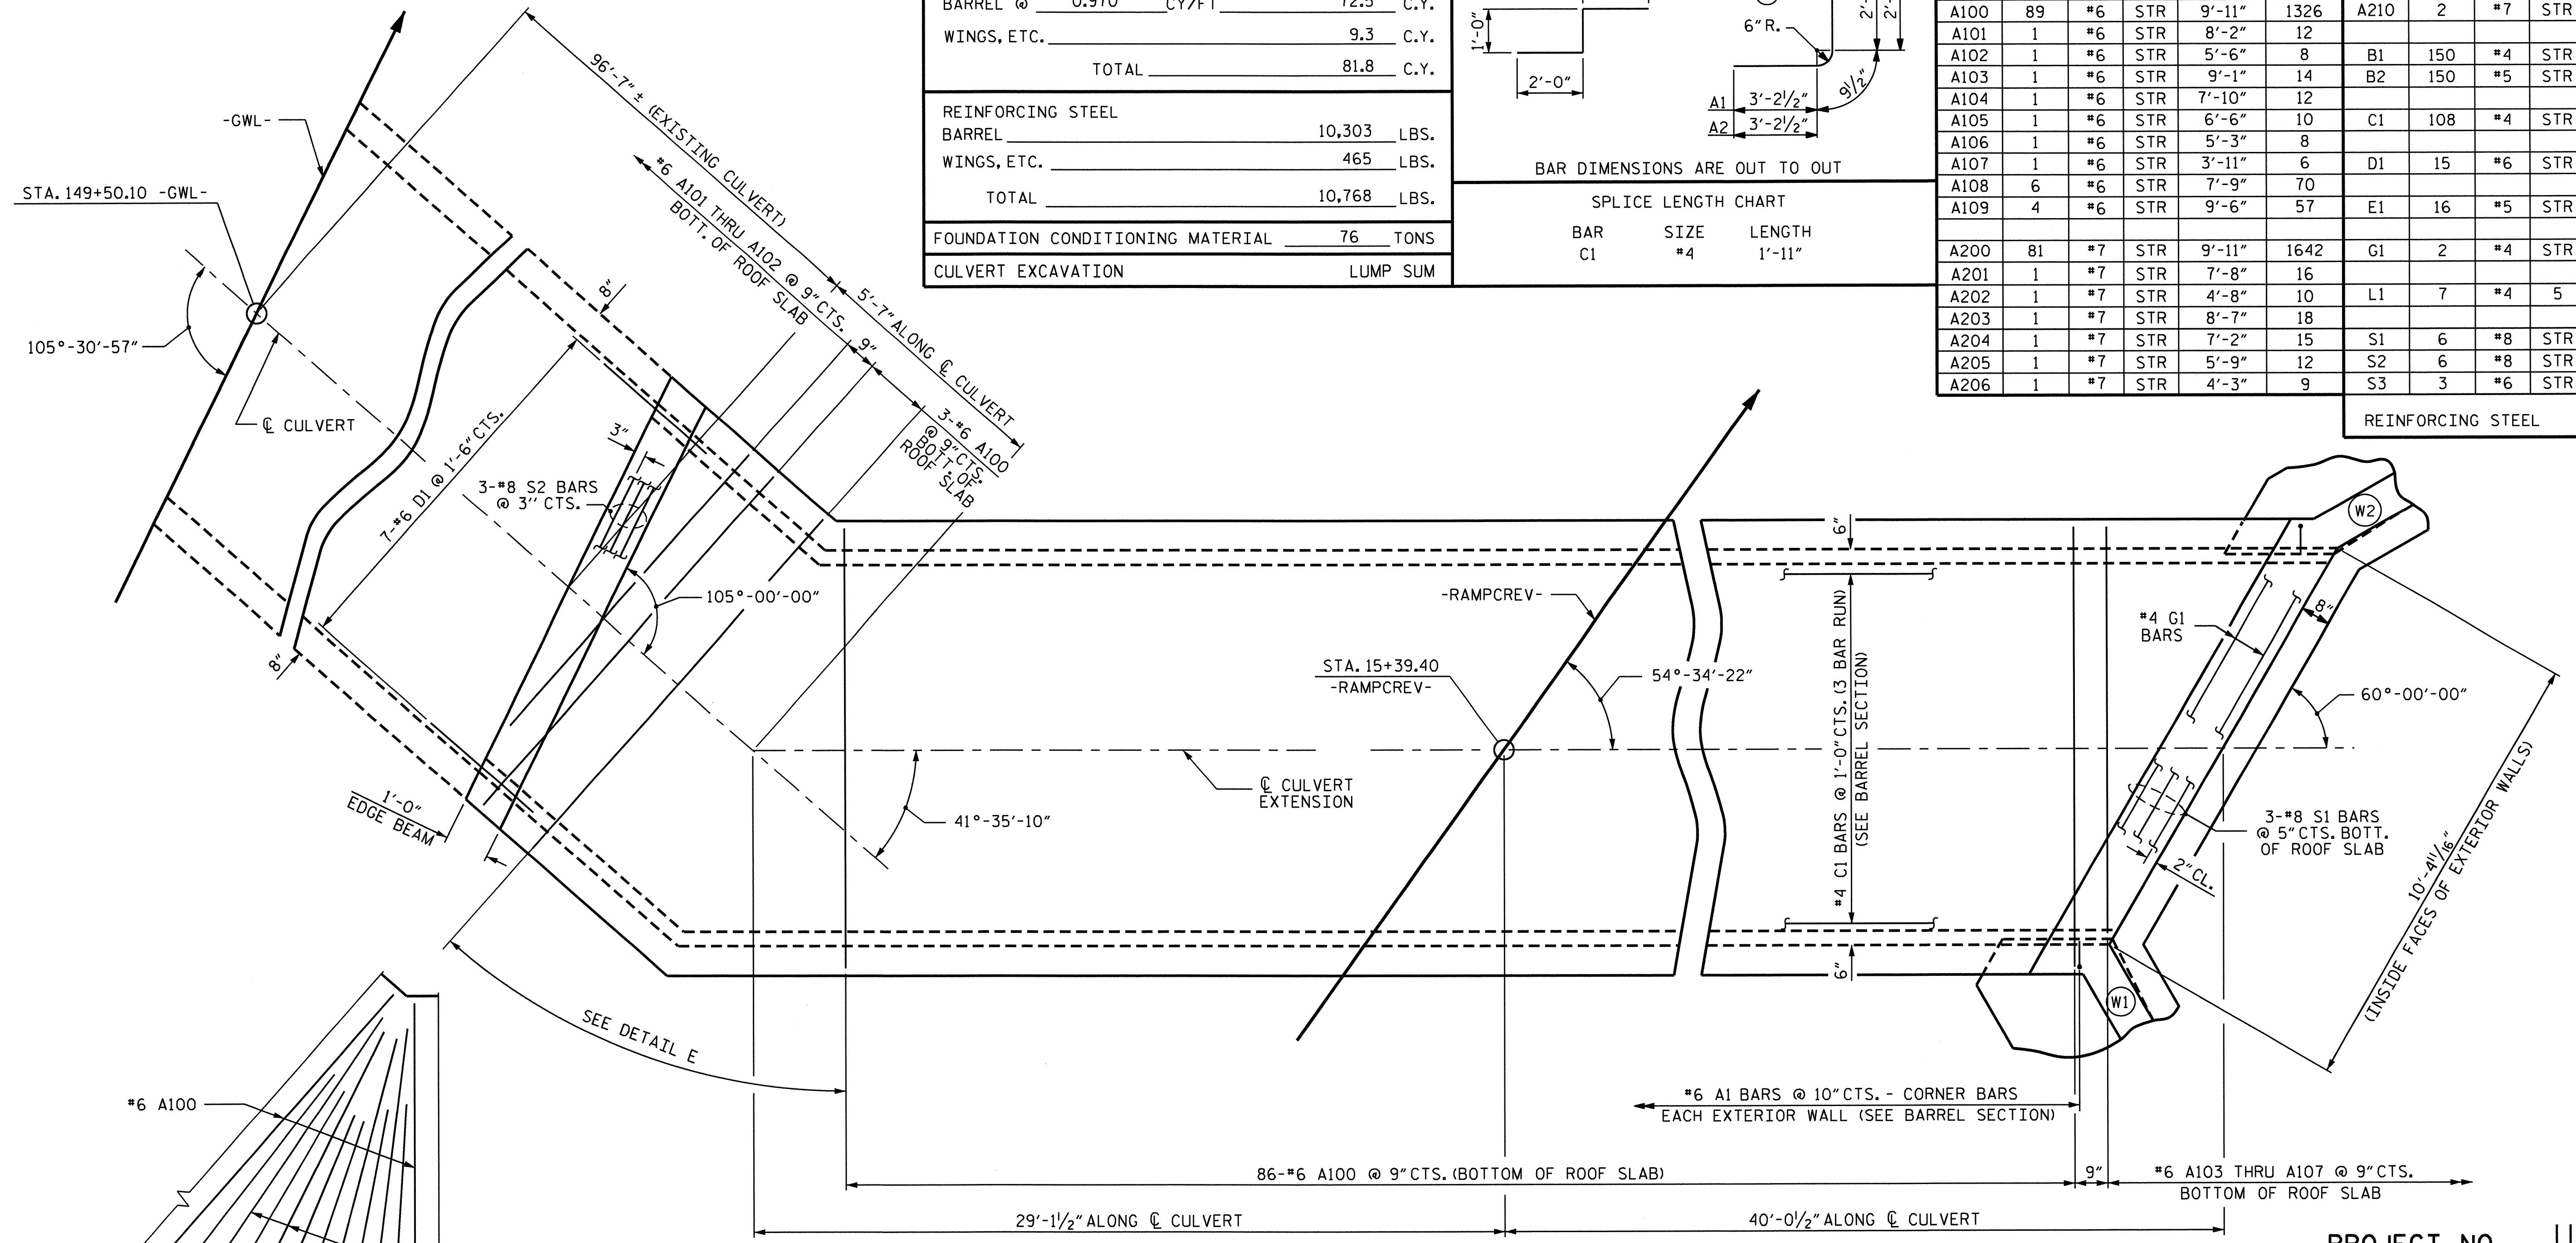 BARREL @ 0.970 CY/FT 72.5 C.Y.
WINGS, ETC. 9.3 C.Y.
TOTAL 81.8 C.Y.
REINFORCING STEEL
BARREL 10,303 LBS.
WINGS, ETC. 465 LBS.
TOTAL 10,768 LBS.
FOUNDATION CONDITIONING MATERIAL 76 TONS
CULVERT EXCAVATION LUMP SUM
1'-0"
2'-0"
6" R.
9½"
A1 3'-2½"
A2 3'-2½"
BAR DIMENSIONS ARE OUT TO OUT
SPLICE LENGTH CHART
BAR SIZE LENGTH
C1 #4 1'-11"
A100 89 #6 STR 9'-11" 1326 A210 2 #7 STR
A101 1 #6 STR 8'-2" 12
A102 1 #6 STR 5'-6" 8 B1 150 #4 STR
A103 1 #6 STR 9'-1" 14 B2 150 #5 STR
A104 1 #6 STR 7'-10" 12
A105 1 #6 STR 6'-6" 10 C1 108 #4 STR
A106 1 #6 STR 5'-3" 8
A107 1 #6 STR 3'-11" 6 D1 15 #6 STR
A108 6 #6 STR 7'-9" 70
A109 4 #6 STR 9'-6" 57 E1 16 #5 STR
A200 81 #7 STR 9'-11" 1642 G1 2 #4 STR
A201 1 #7 STR 7'-8" 16
A202 1 #7 STR 4'-8" 10 L1 7 #4 5
A203 1 #7 STR 8'-7" 18
A204 1 #7 STR 7'-2" 15 S1 6 #8 STR
A205 1 #7 STR 5'-9" 12 S2 6 #8 STR
A206 1 #7 STR 4'-3" 9 S3 3 #6 STR
REINFORCING STEEL
-GWL-
STA. 149+50.10 -GWL-
105°-30'-57"
℄ CULVERT
96'-7" ± (EXISTING CULVERT)
#6 A101 THRU A102 @ 9" CTS.
BOTT. OF ROOF SLAB
8"
5'-7" ALONG ℄ CULVERT
9"
3-#6 A100
@ 9" CTS.
BOTT. OF
ROOF SLAB
7-#6 D1 @ 1'-6" CTS.
3"
3-#8 S2 BARS
@ 3" CTS.
105°-00'-00"
8"
1'-0"
EDGE BEAM
41°-35'-10"
℄ CULVERT
EXTENSION
-RAMPCREV-
STA. 15+39.40
-RAMPCREV-
54°-34'-22"
6"
#4 C1 BARS @ 1'-0" CTS. (3 BAR RUN)
(SEE BARREL SECTION)
6"
W2
#4 G1
BARS
8"
60°-00'-00"
3-#8 S1 BARS
@ 5" CTS. BOTT.
OF ROOF SLAB
2" CL.
10'-4 11/16"
(INSIDE FACES OF EXTERIOR WALLS)
W1
SEE DETAIL E
#6 A100
#6 A1 BARS @ 10" CTS. - CORNER BARS
EACH EXTERIOR WALL (SEE BARREL SECTION)
86-#6 A100 @ 9" CTS. (BOTTOM OF ROOF SLAB)
9"
#6 A103 THRU A107 @ 9" CTS.
BOTTOM OF ROOF SLAB
29'-1½" ALONG ℄ CULVERT
40'-0½" ALONG ℄ CULVERT
PROJECT NO.